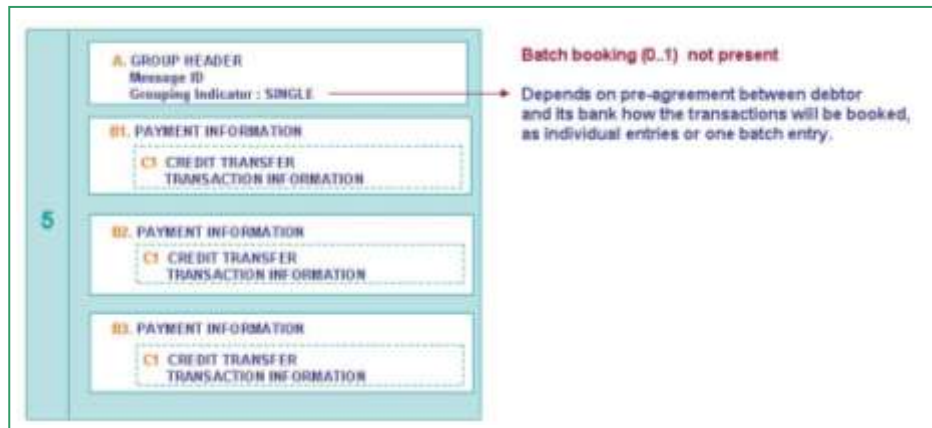 5
A. GROUP HEADER
Message ID
Grouping Indicator : SINGLE
B1. PAYMENT INFORMATION
C1 CREDIT TRANSFER
TRANSACTION INFORMATION
B2. PAYMENT INFORMATION
C1 CREDIT TRANSFER
TRANSACTION INFORMATION
B3. PAYMENT INFORMATION
C1 CREDIT TRANSFER
TRANSACTION INFORMATION
Batch booking (0..1) not present
Depends on pre-agreement between debtor
and its bank how the transactions will be booked,
as individual entries or one batch entry.